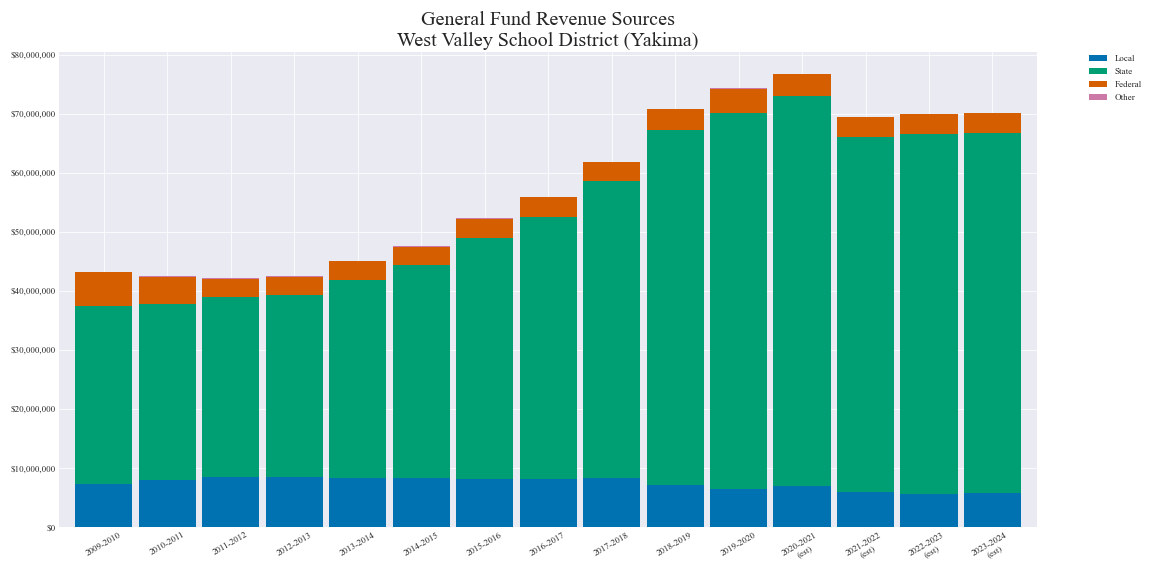 General Fund Revenue Sources
West Valley School District (Yakima)
$80,000,000
$70,000,000
$60,000,000
$50,000,000
$40,000,000
$30,000,000
$20,000,000
$10,000,000
$0
2009-2010
2010-2011
2011-2012
2012-2013
2013-2014
2014-2015
2015-2016
2016-2017
2017-2018
2018-2019
2019-2020
2020-2021
(est)
2021-2022
(est)
2022-2023
(est)
2023-2024
(est)
Local
State
Federal
Other